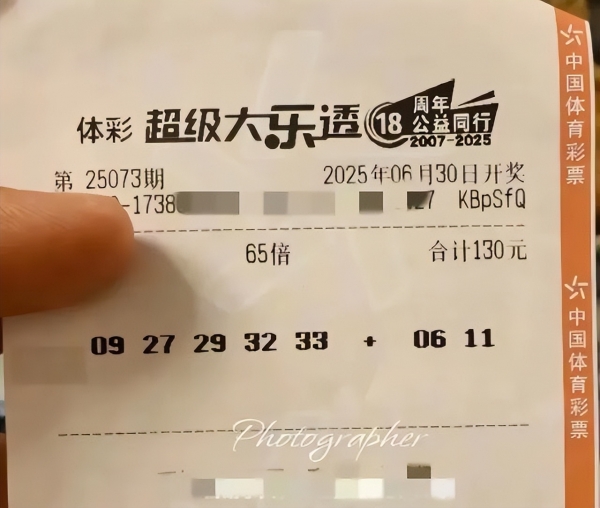 体彩 超级大乐透 18 周年 公益同行 2007-2025
第 25073期 2025年06月30日开奖
-1738 KBpSfQ
65倍 合计130元
09 27 29 32 33 + 06 11
Photographer
中国体育彩票
中国体育彩票